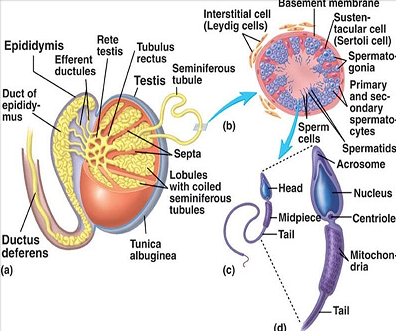 Basement membrane
Interstitial cell
(Leydig cells)
Susten-
tacular cell
(Sertoli cell)
Spermato-
gonia
Primary and
sec-
ondary
spermato-
cytes
Spermatids
Sperm
cells
(b)
Epididymis
Efferent
ductules
Rete
testis
Tubulus
rectus
Testis
Seminiferous
tubule
Duct of
epididy-
mus
Septa
Lobules
with coiled
seminiferous
tubules
Ductus
deferens
Tunica
albuginea
(a)
Head
Midpiece
Tail
(c)
Acrosome
Nucleus
Centriole
Mitochon-
dria
Tail
(d)